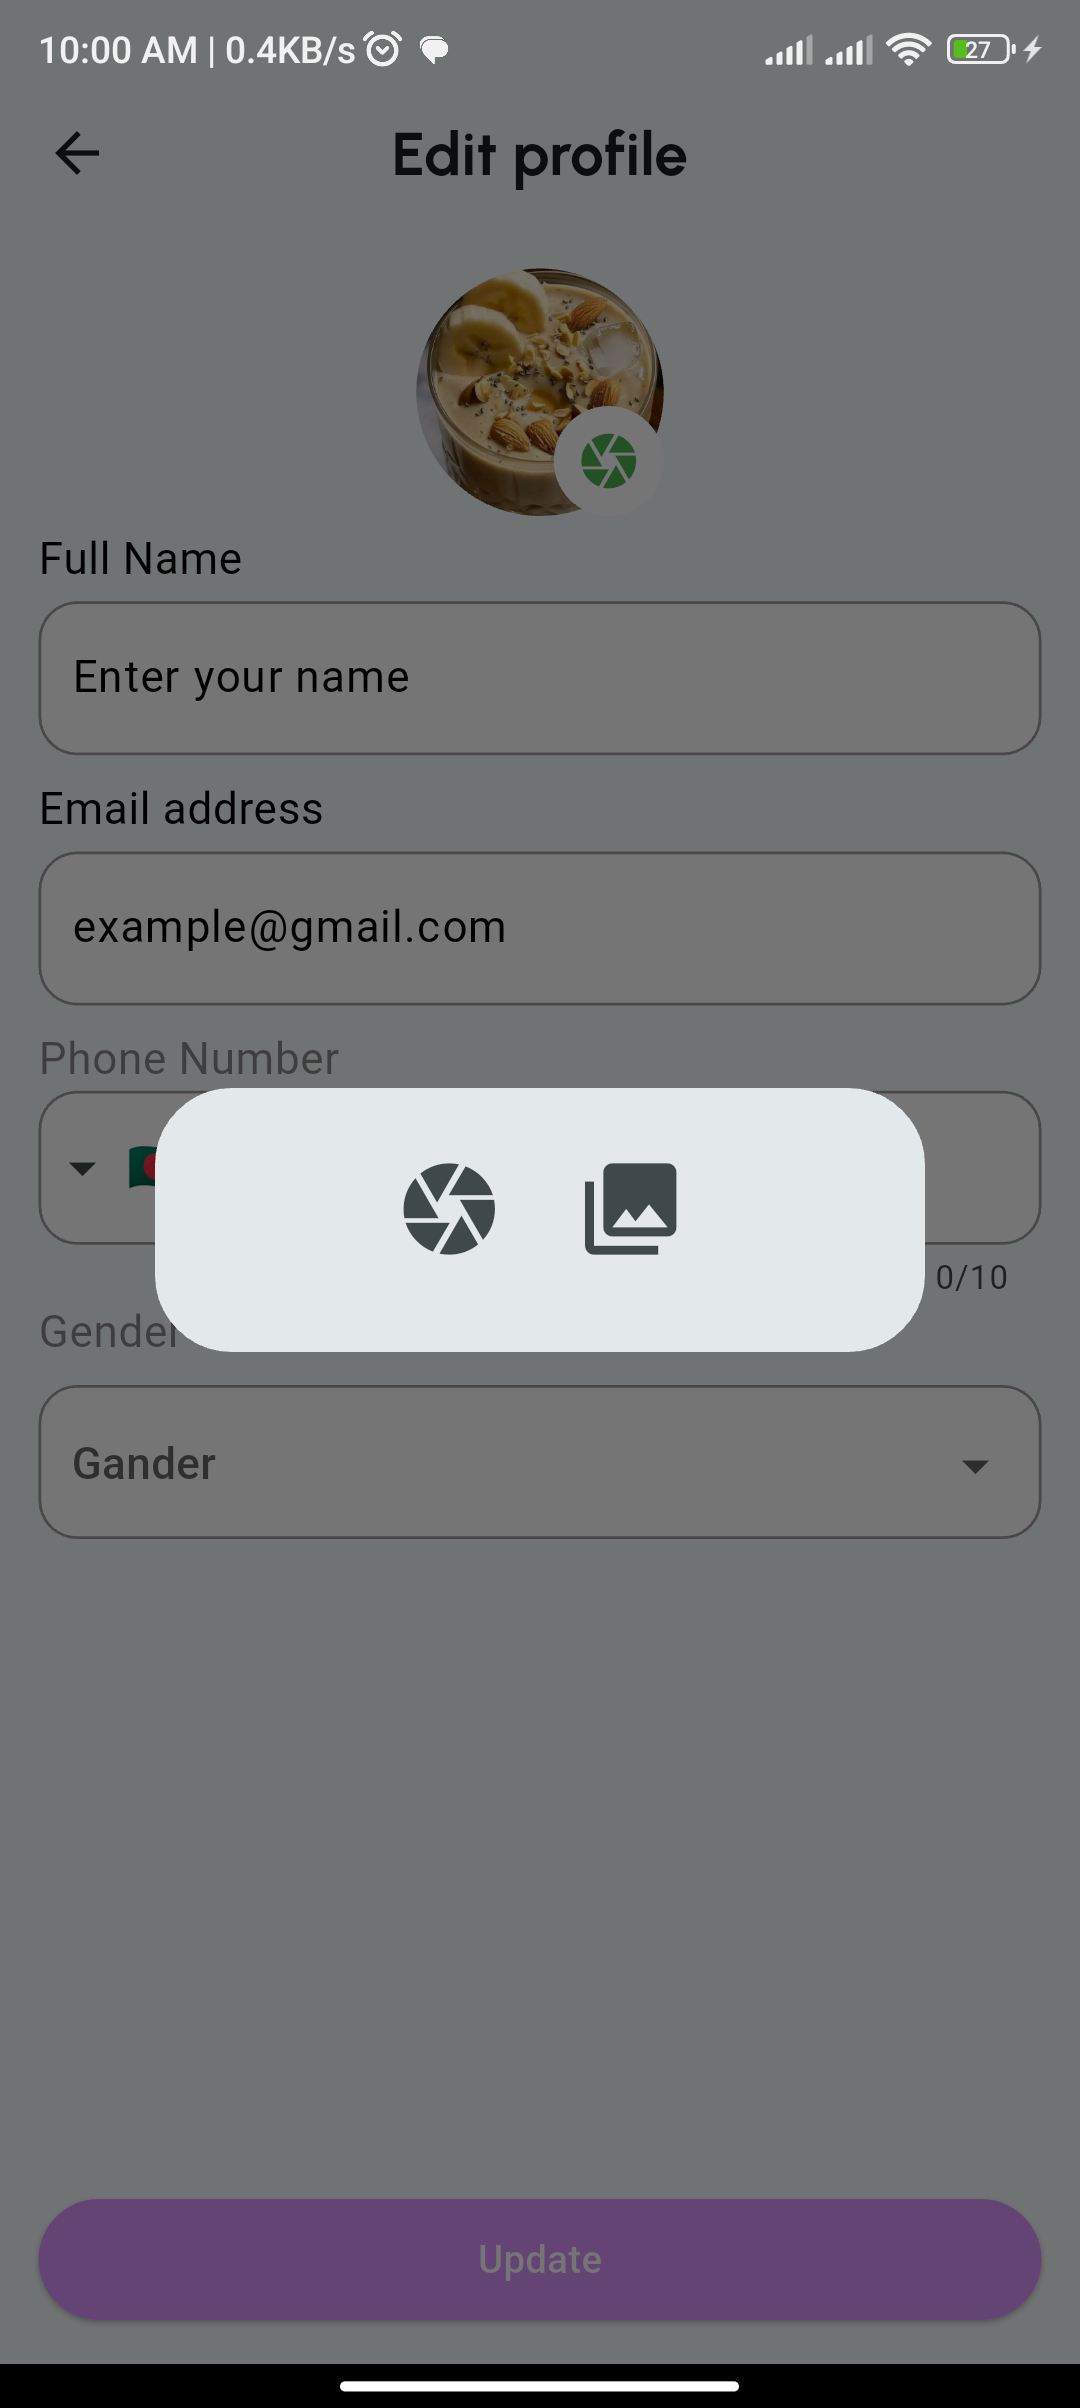 10:00 AM | 0.4KB/s 27
Edit profile
Full Name
Enter your name
Email address
example@gmail.com
Phone Number
0/10
Gender
Gander
Update